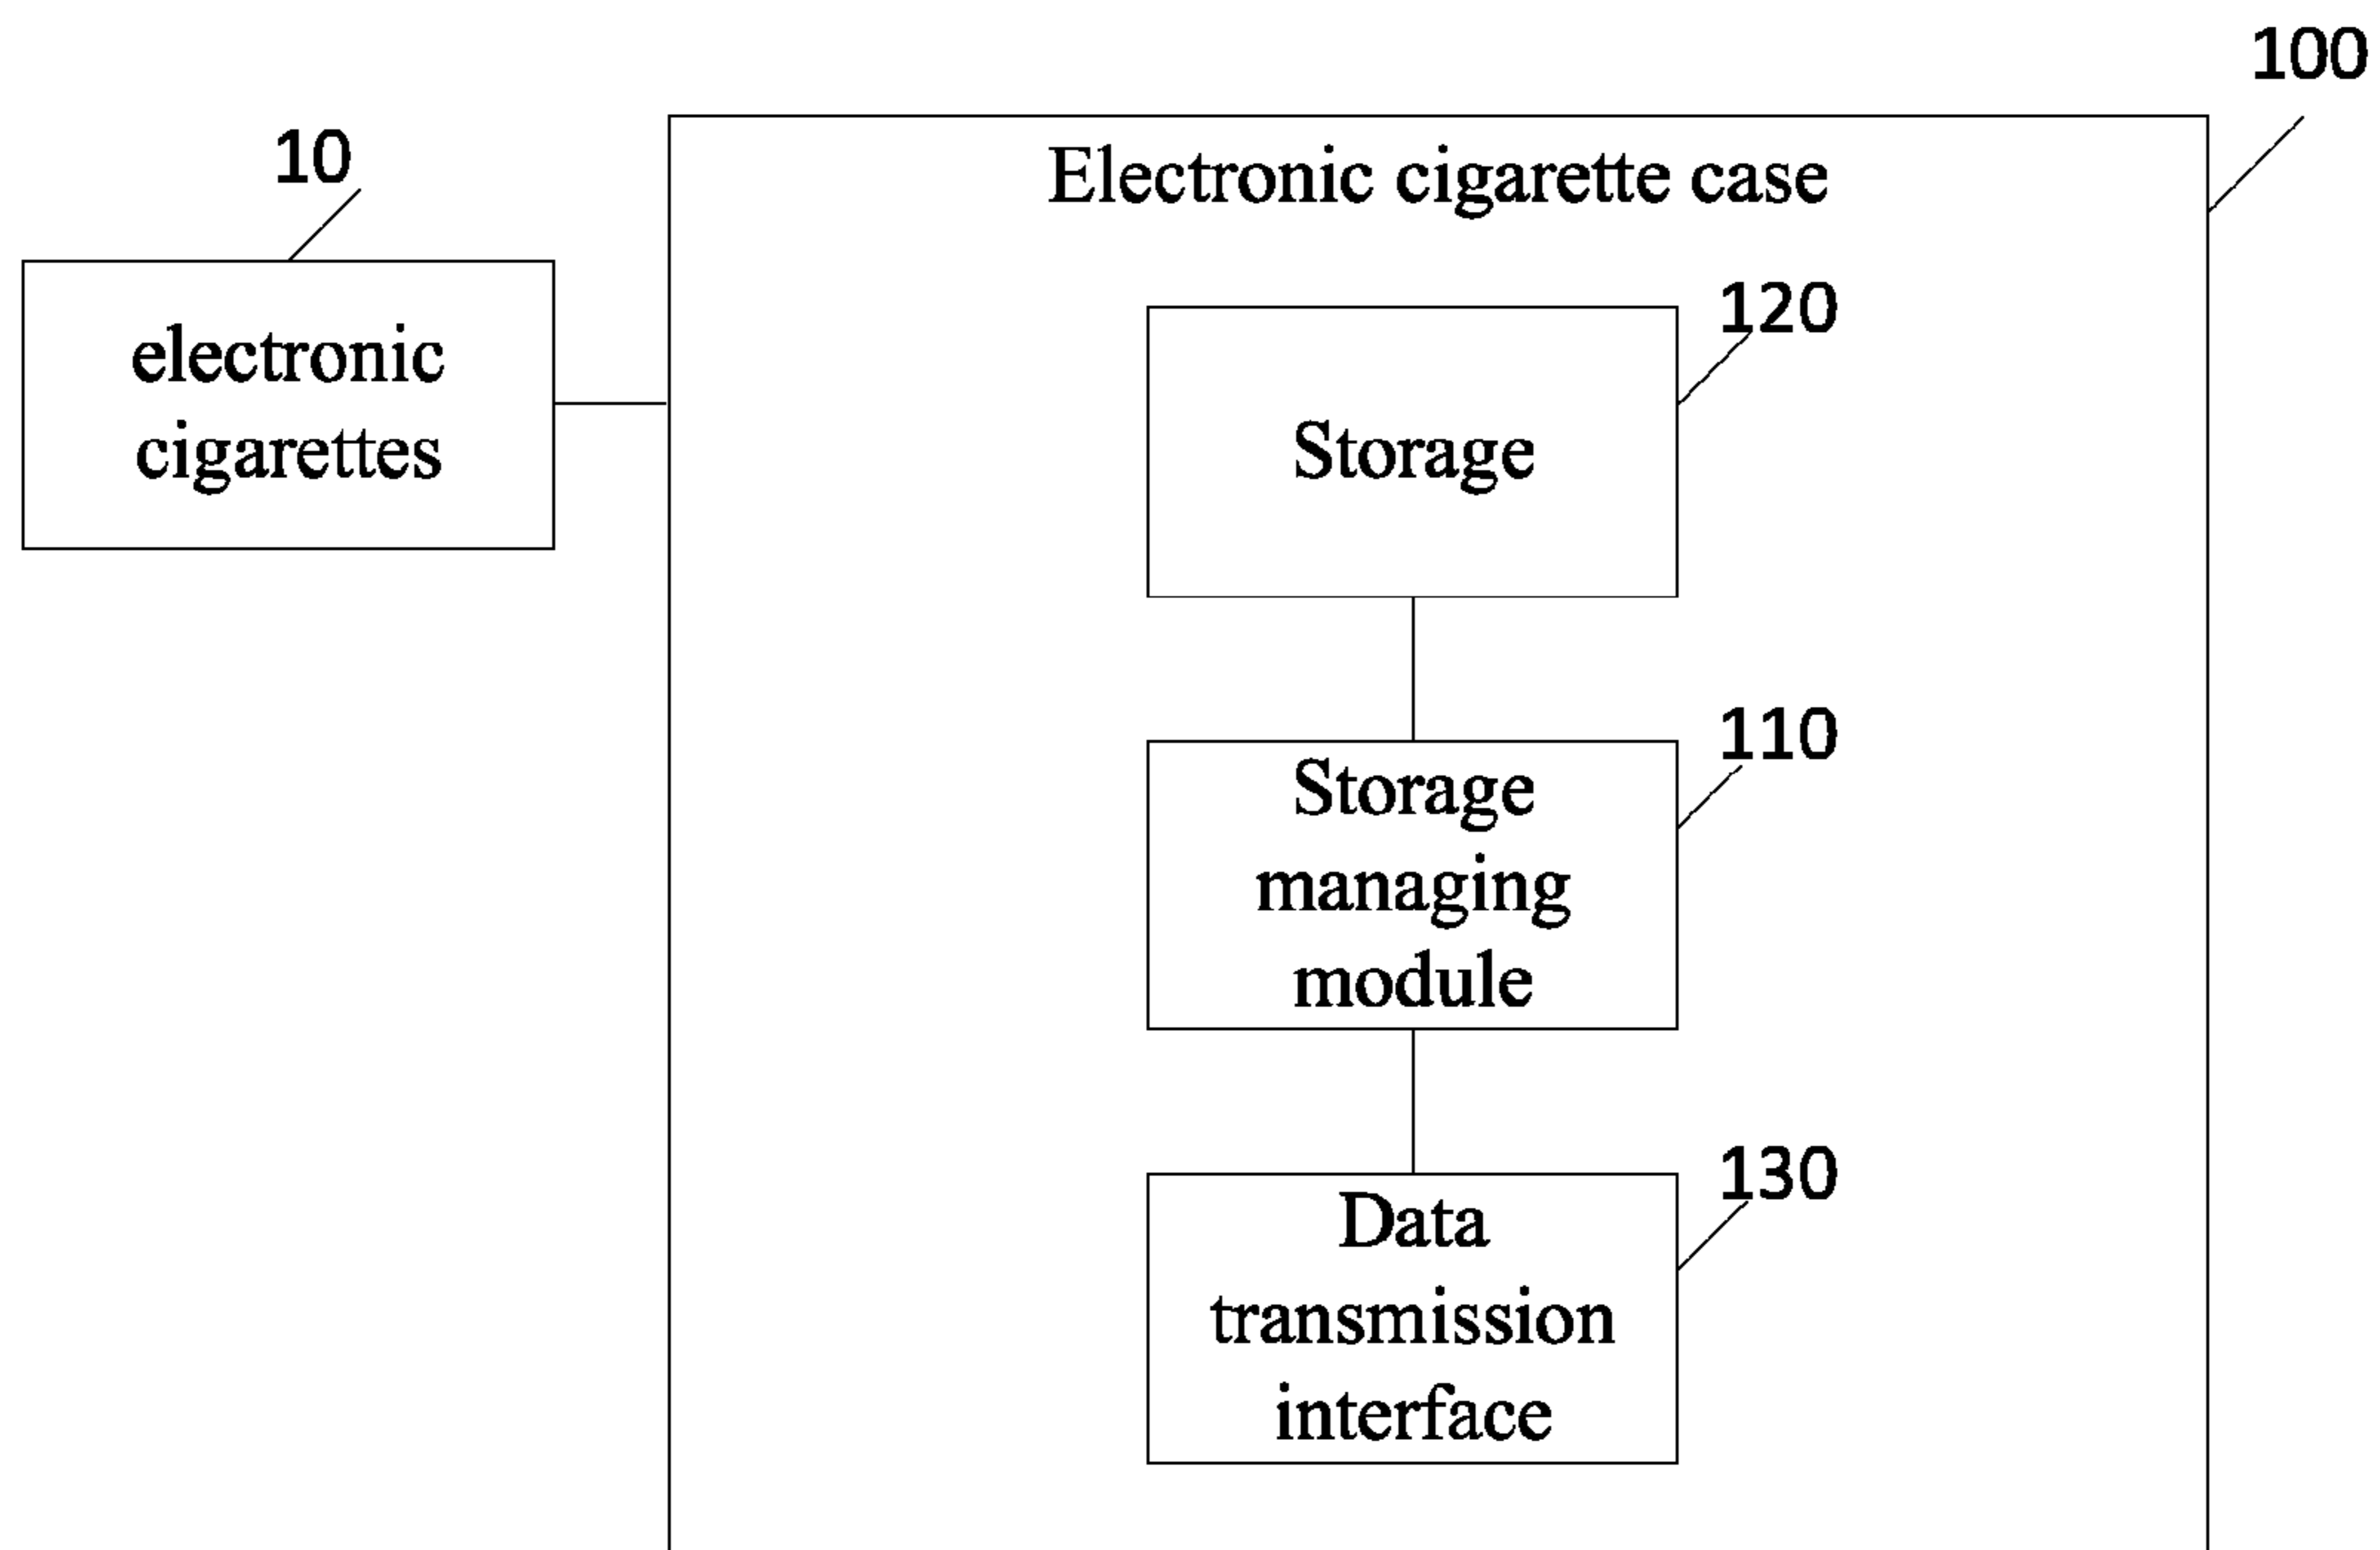 100
10
Electronic cigarette case
electronic
cigarettes
120
Storage
110
Storage
managing
module
130
Data
transmission
interface